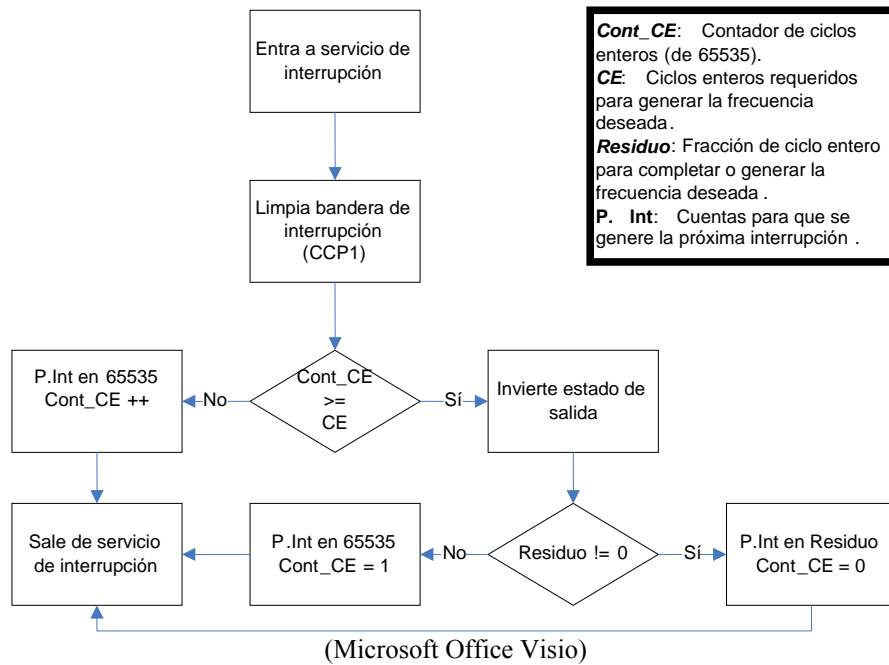 Entra a servicio de
interrupción
Cont_CE: Contador de ciclos
enteros (de 65535).
CE: Ciclos enteros requeridos
para generar la frecuencia
deseada.
Residuo: Fracción de ciclo entero
para completar o generar la
frecuencia deseada .
P. Int: Cuentas para que se
genere la próxima interrupción .
Limpia bandera de
interrupción
(CCP1)
P.Int en 65535
Cont_CE ++
No
Cont_CE
>=
CE
Sí
Invierte estado de
salida
Sale de servicio
de interrupción
P.Int en 65535
Cont_CE = 1
No
Residuo != 0
Sí
P.Int en Residuo
Cont_CE = 0
(Microsoft Office Visio)